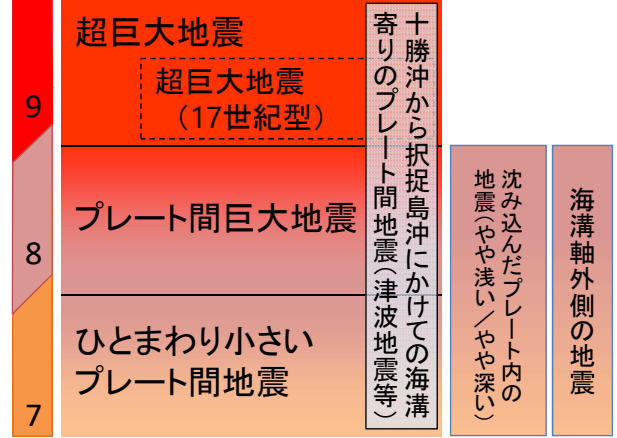 9
8
7
超巨大地震
超巨大地震
（17世紀型）
プレート間巨大地震
ひとまわり小さい
プレート間地震
十勝沖から択捉島沖にかけての海溝
寄りのプレート間地震（津波地震等）
沈み込んだプレート内の
地震（やや浅い／やや深い）
海溝軸外側の地震